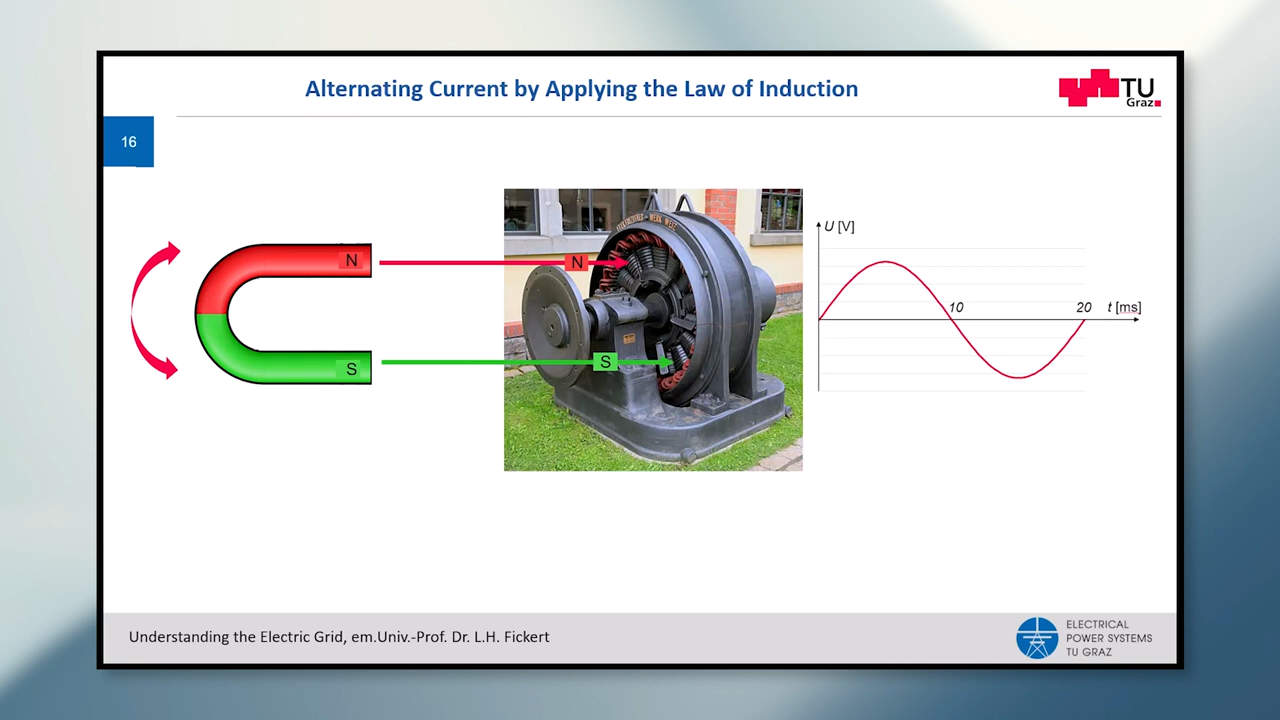 Alternating Current by Applying the Law of Induction
TU
Graz
16
U [V]
N
N
10
20
t [ms]
S
S
Understanding the Electric Grid, em.Univ.-Prof. Dr. L.H. Fickert
ELECTRICAL
POWER SYSTEMS
TU GRAZ